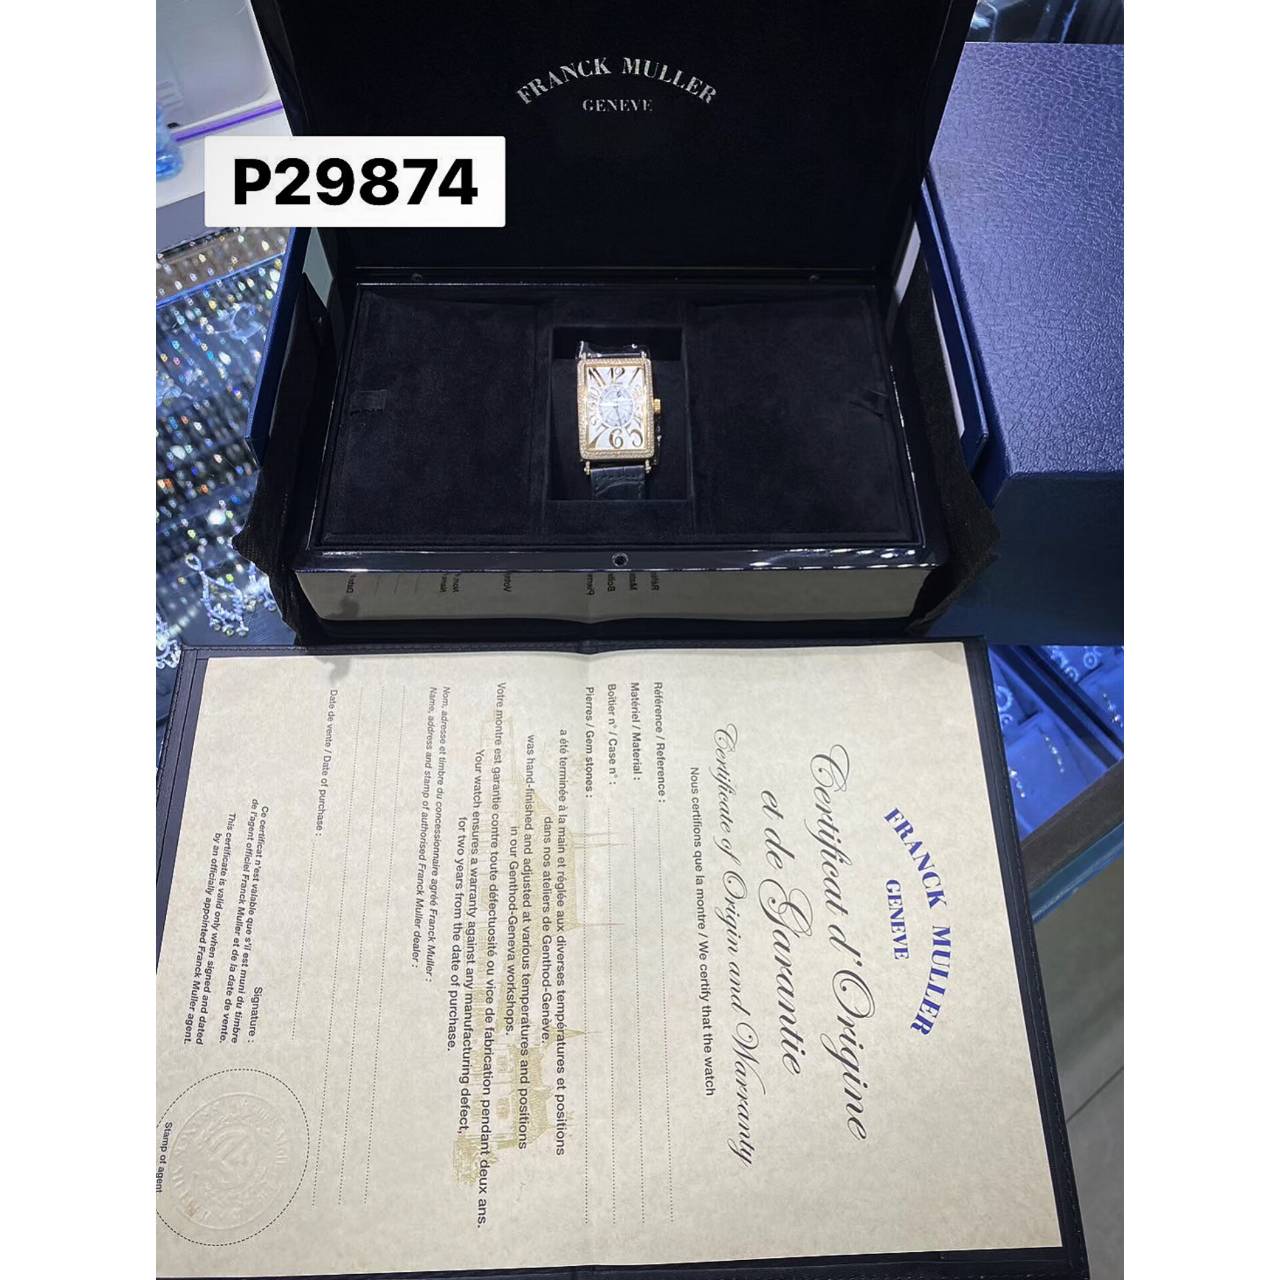 FRANCK MULLER
GENEVE
P29874
FRANCK MULLER
GENEVE
Certificat d'Origine
et de Garantie
Certificate of Origin and Warranty
Nous certifions que la montre / We certify that the watch
Référence / Reference :
Matériel / Material :
Boîtier n° / Case n° :
Pierres / Gem stones :
a été terminée à la main et réglée aux diverses températures et positions
dans nos ateliers de Genthod-Genève.
was hand-finished and adjusted at various temperatures and positions
in our Genthod-Geneva workshops.
Votre montre est garantie contre toute défectuosité ou vice de fabrication pendant deux ans.
Your watch ensures a warranty against any manufacturing defect,
for two years from the date of purchase.
Nom, adresse et timbre du concessionnaire agréé Franck Muller :
Name, address and stamp of authorised Franck Muller dealer :
Date de vente / Date of purchase :
Signature :
Ce certificat n'est valable que s'il est muni du timbre
de l'agent officiel Franck Muller et de la date de vente.
This certificate is valid only when signed and dated
by an officially appointed Franck Muller agent.
Stamp of agent